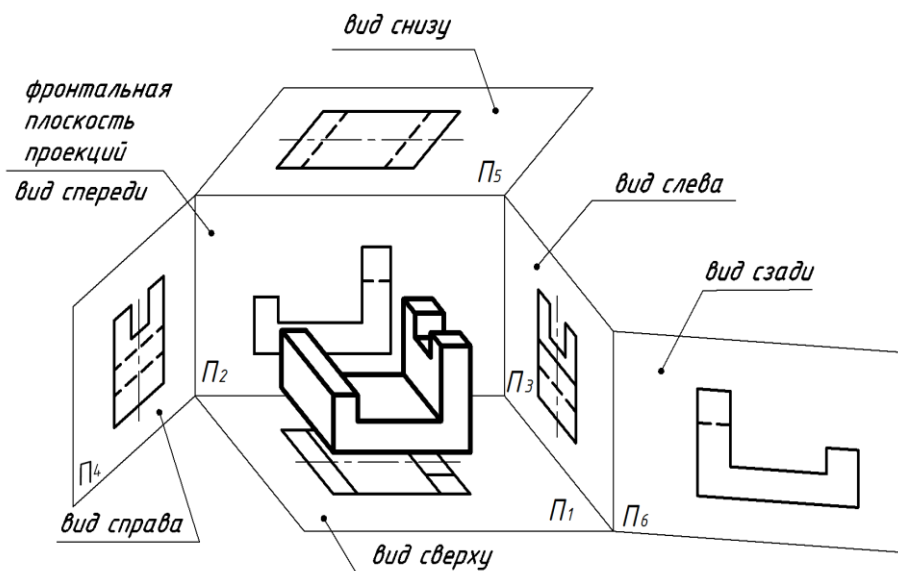 вид снизу
фронтальная
плоскость
проекций
вид спереди
П5
вид слева
вид сзади
П2
П3
П4
вид справа
П1
П6
вид сверху